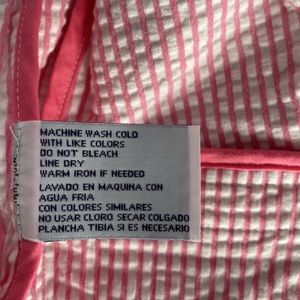 MACHINE WASH COLD
WITH LIKE COLORS
DO NOT BLEACH
LINE DRY
WARM IRON IF NEEDED
LAVADO EN MAQUINA CON
AGUA FRIA
CON COLORES SIMILARES
NO USAR CLORO SECAR COLGADO
PLANCHA TIBIA SI ES NECESARIO